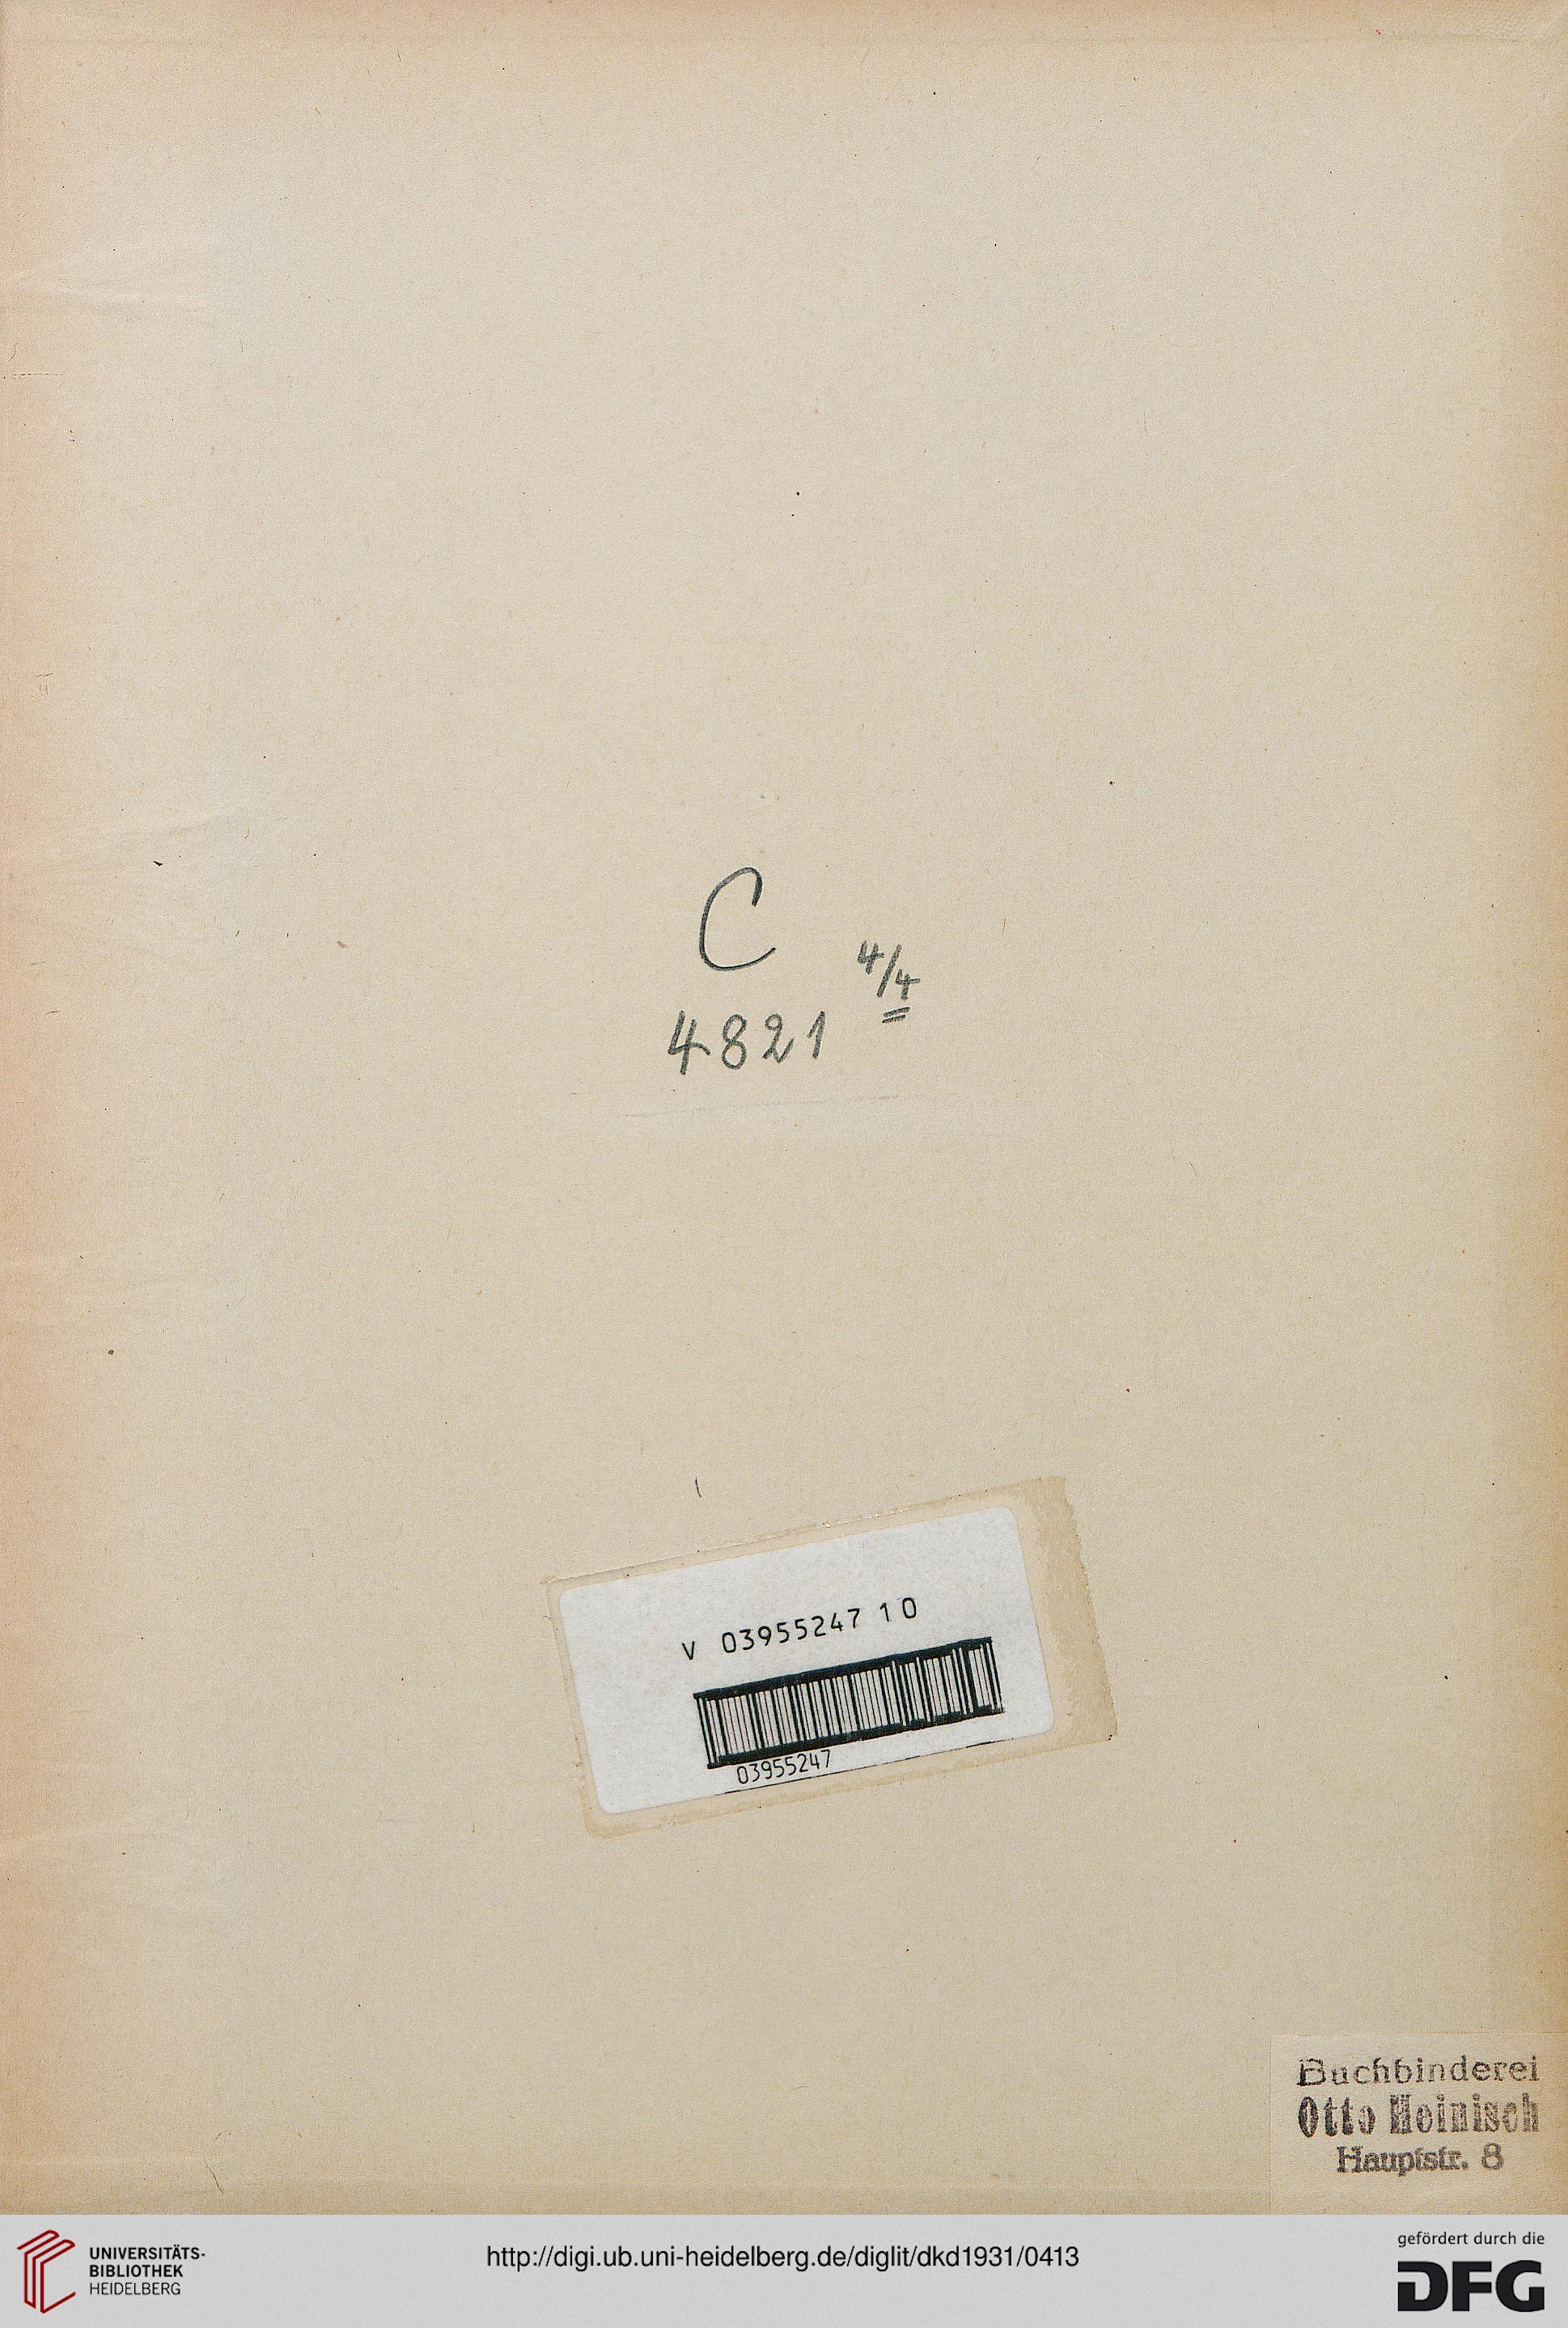 C
4/4
4821
V 03955247 10
03955247
Buchbinderei
Otto Heinisch
Hauptstr. 8
UNIVERSITÄTS-
BIBLIOTHEK
HEIDELBERG
http://digi.ub.uni-heidelberg.de/diglit/dkd1931/0413
gefördert durch die
DFG